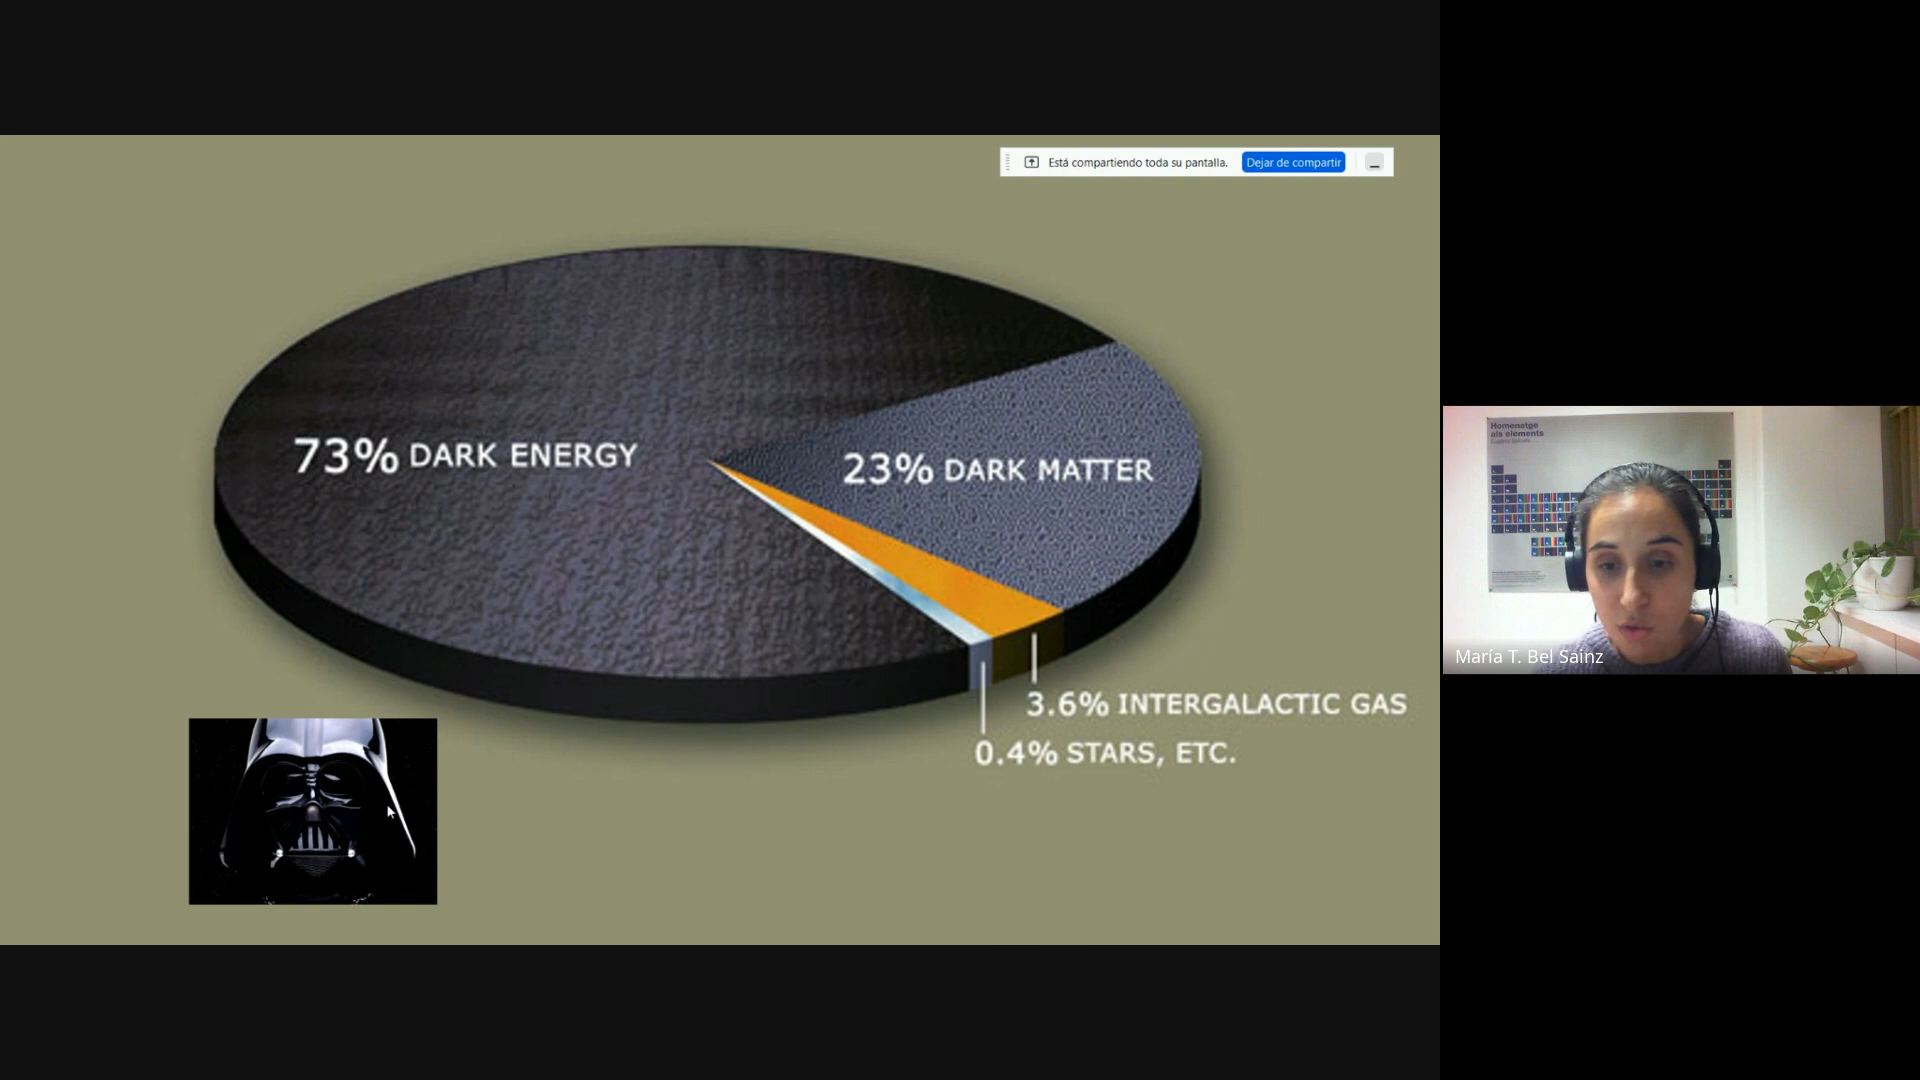 Está compartiendo toda su pantalla. Dejar de compartir
73% DARK ENERGY
23% DARK MATTER
3.6% INTERGALACTIC GAS
0.4% STARS, ETC.
Homenatge
als elements
María T. Bel Sainz